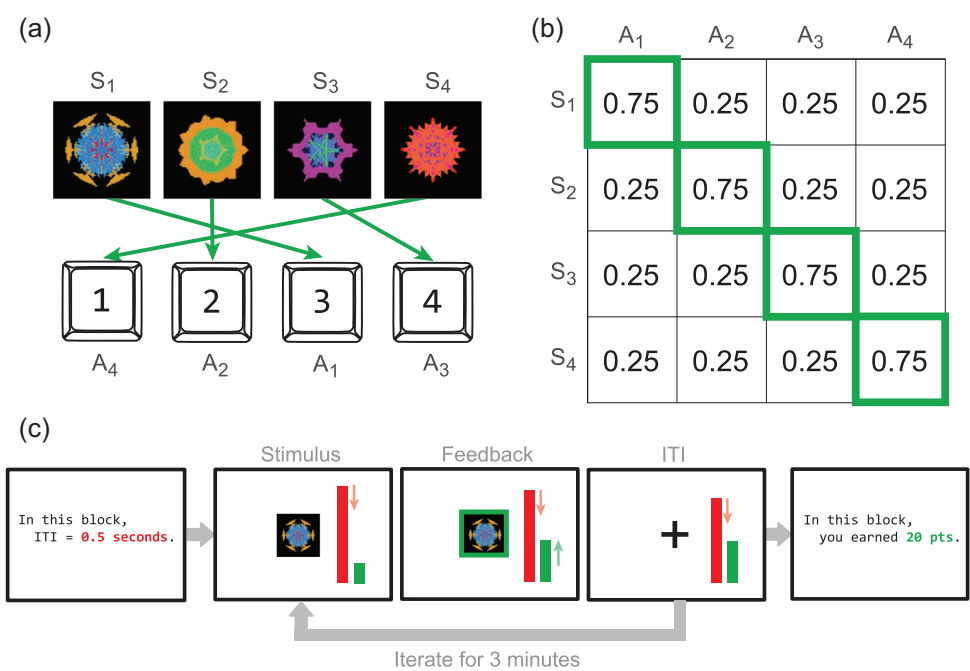 (a)
S1 S2 S3 S4
1 2 3 4
A4 A2 A1 A3
(b)
A1 A2 A3 A4
S1 0.75 0.25 0.25 0.25
S2 0.25 0.75 0.25 0.25
S3 0.25 0.25 0.75 0.25
S4 0.25 0.25 0.25 0.75
(c)
Stimulus Feedback ITI
In this block,
ITI = 0.5 seconds.
In this block,
you earned 20 pts.
Iterate for 3 minutes